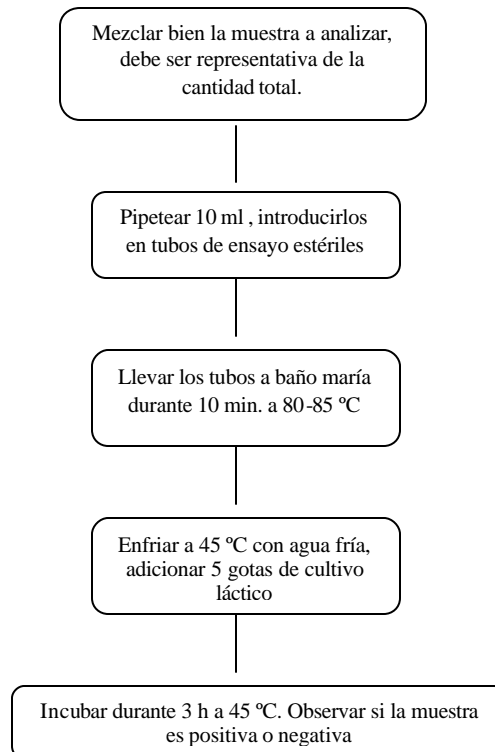 Mezclar bien la muestra a analizar,
debe ser representativa de la
cantidad total.
Pipetear 10 ml , introducirlos
en tubos de ensayo estériles
Llevar los tubos a baño maría
durante 10 min. a 80-85 ºC
Enfriar a 45 ºC con agua fría,
adicionar 5 gotas de cultivo
láctico
Incubar durante 3 h a 45 ºC. Observar si la muestra
es positiva o negativa